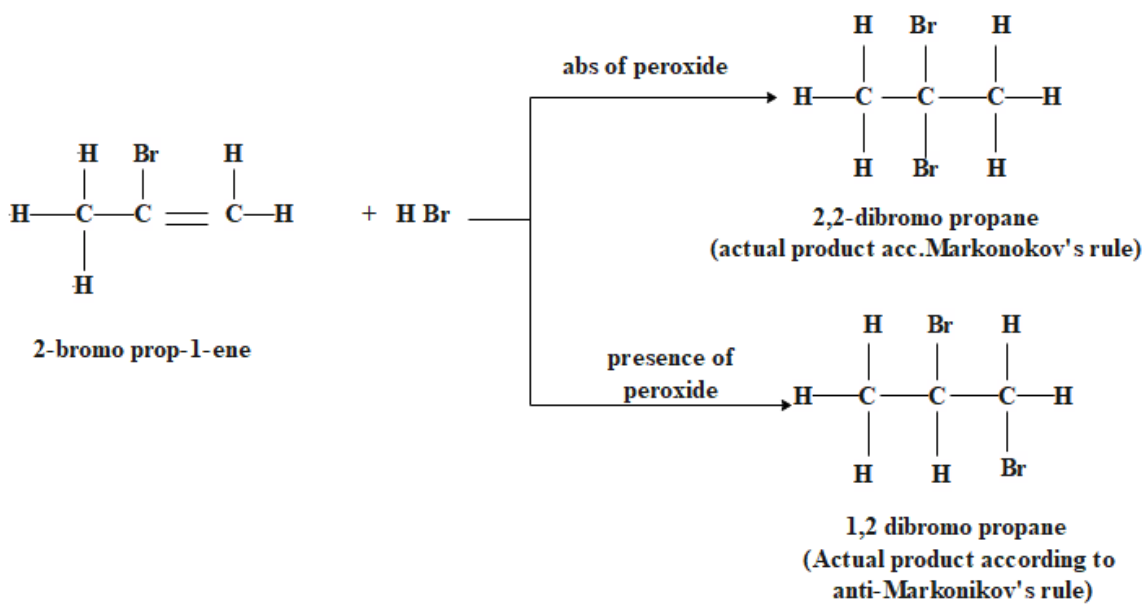 H Br H
H C C C H
H
2-bromo prop-1-ene
+ H Br
abs of peroxide
H Br H
H C C C H
H Br H
2,2-dibromo propane
(actual product acc.Markonokov's rule)
presence of
peroxide
H Br H
H C C C H
H H Br
1,2 dibromo propane
(Actual product according to
anti-Markonikov's rule)